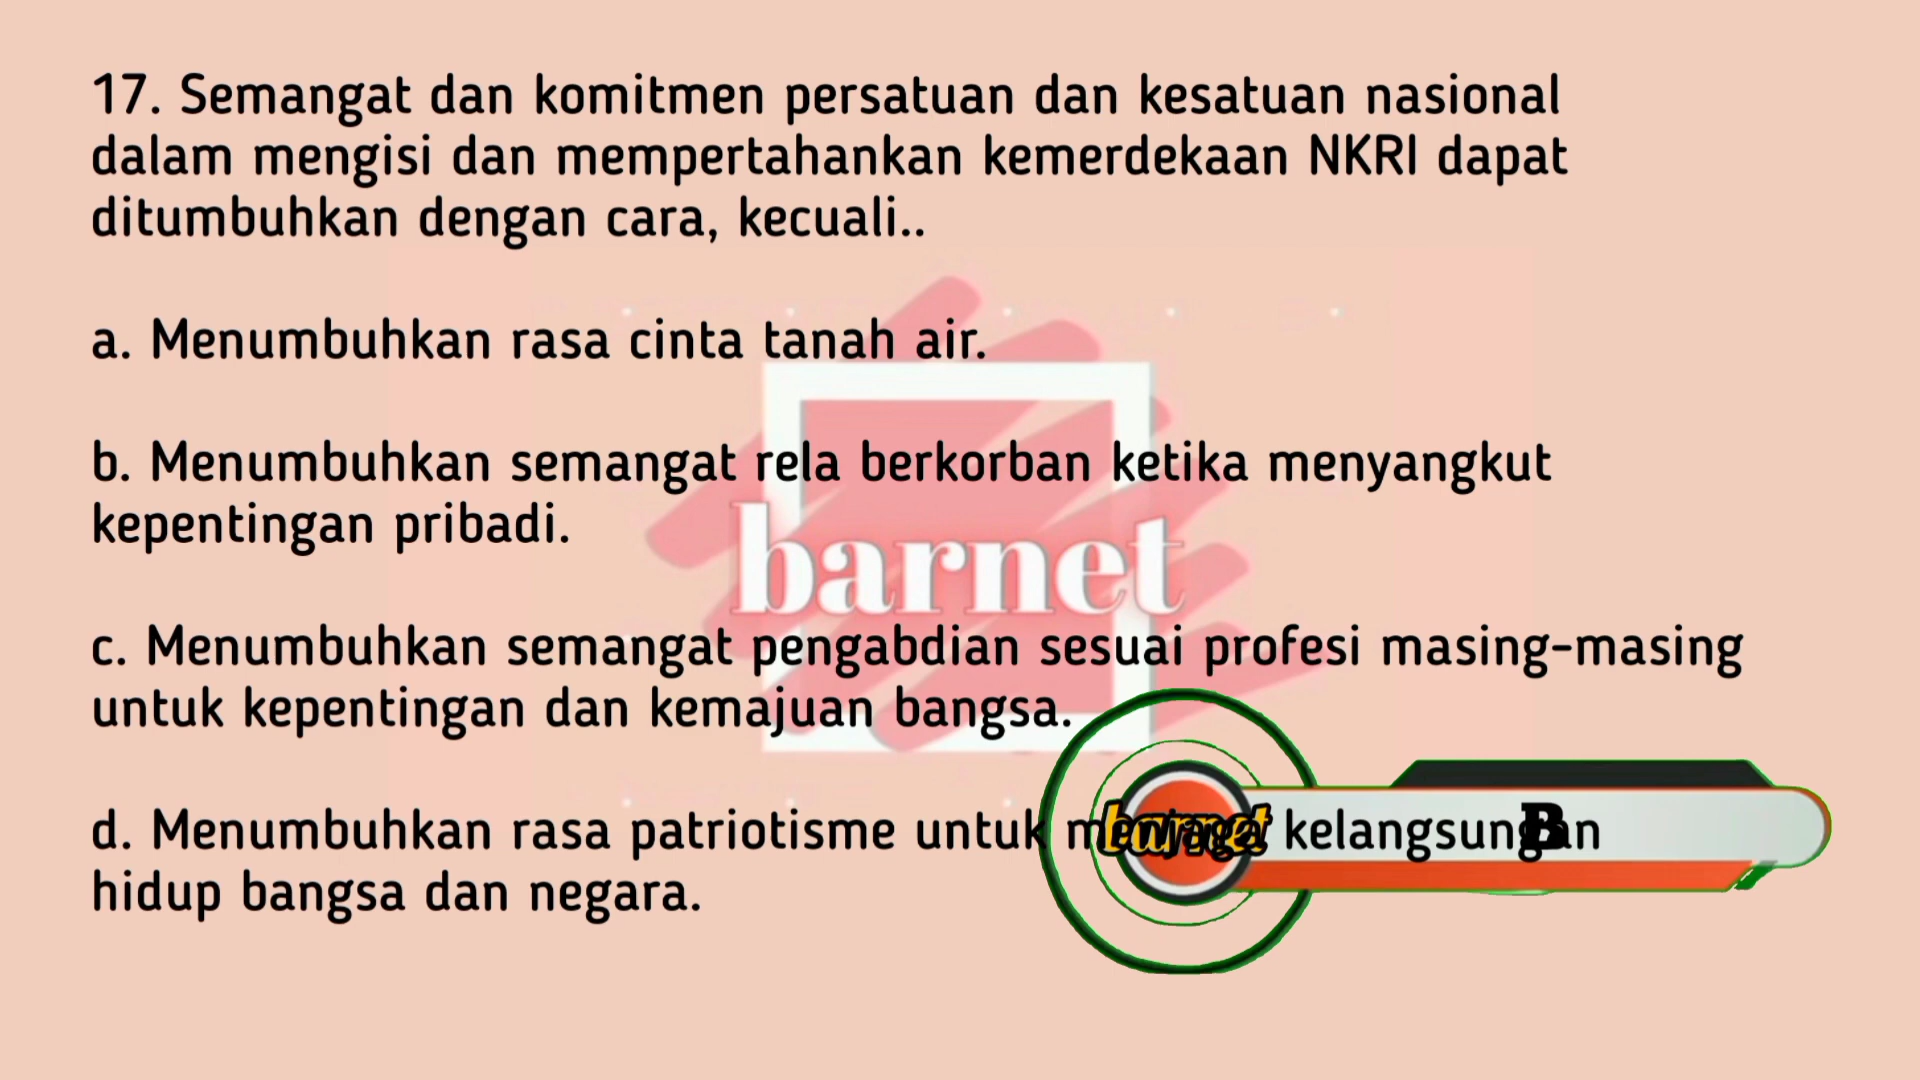 17. Semangat dan komitmen persatuan dan kesatuan nasional
dalam mengisi dan mempertahankan kemerdekaan NKRI dapat
ditumbuhkan dengan cara, kecuali..
a. Menumbuhkan rasa cinta tanah air.
b. Menumbuhkan semangat rela berkorban ketika menyangkut
kepentingan pribadi.
barnet
c. Menumbuhkan semangat pengabdian sesuai profesi masing-masing
untuk kepentingan dan kemajuan bangsa.
d. Menumbuhkan rasa patriotisme untuk menjaga kelangsungan
barnet
B
hidup bangsa dan negara.